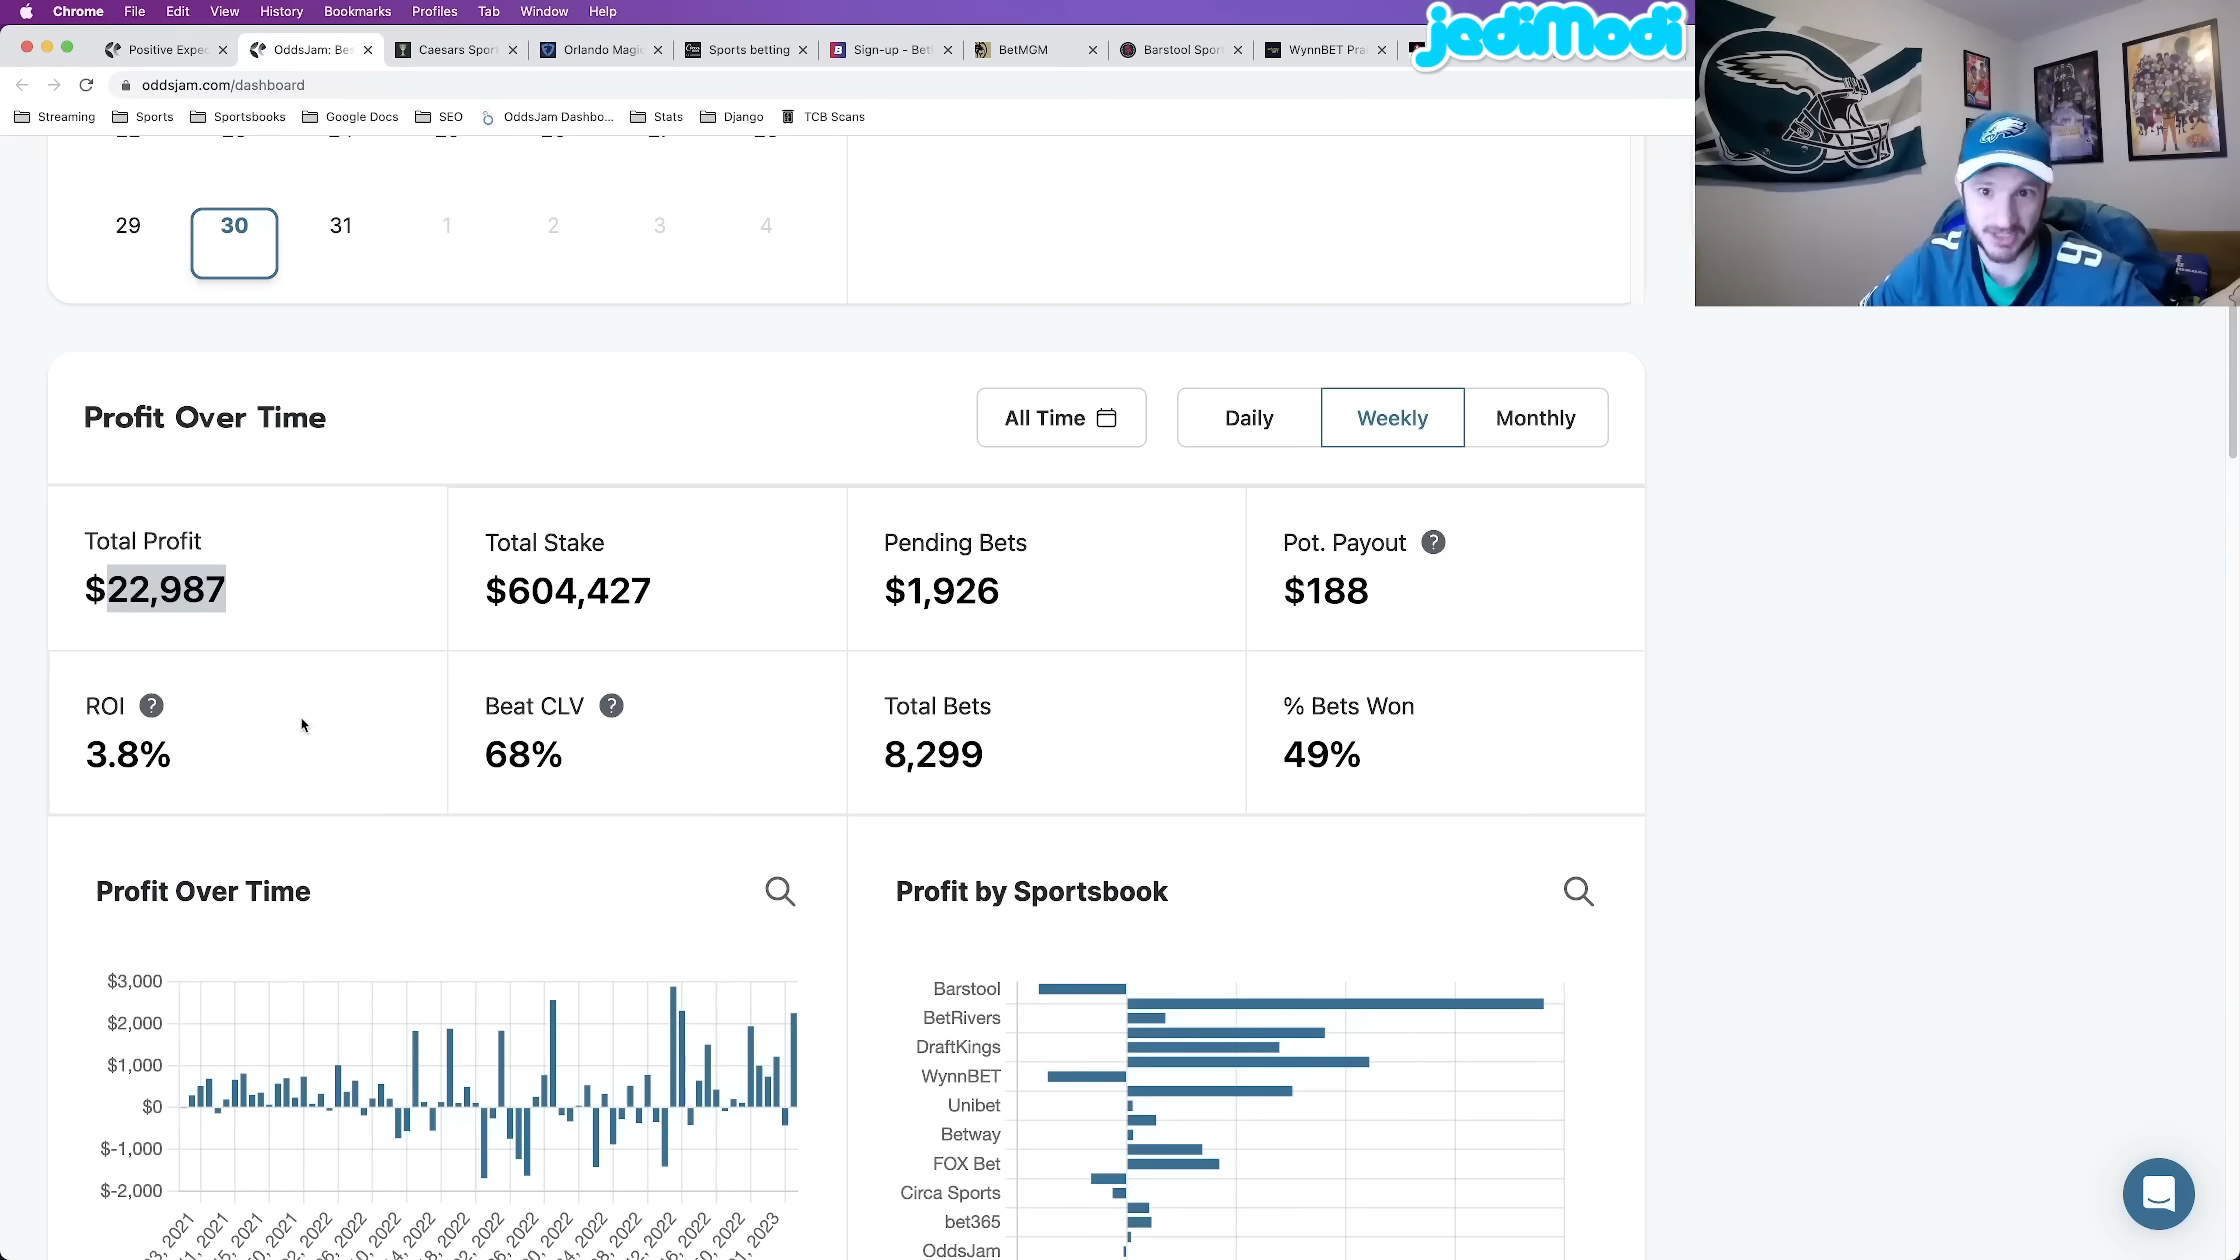 Chrome File Edit View History Bookmarks Profiles Tab Window Help
jediModi
Positive Expec OddsJam: Bes Caesars Spor Orlando Magic Sports betting Sign-up - Bet BetMGM Barstool Spor WynnBET Pra
oddsjam.com/dashboard
Streaming Sports Sportsbooks Google Docs SEO OddsJam Dashbo... Stats Django TCB Scans
29 30 31 1 2 3 4
Profit Over Time
All Time Daily Weekly Monthly
Total Profit
$22,987
Total Stake
$604,427
Pending Bets
$1,926
Pot. Payout ?
$188
ROI ?
3.8%
Beat CLV ?
68%
Total Bets
8,299
% Bets Won
49%
Profit Over Time
$3,000
$2,000
$1,000
$0
$-1,000
$-2,000
Profit by Sportsbook
Barstool
BetRivers
DraftKings
WynnBET
Unibet
Betway
FOX Bet
Circa Sports
bet365
OddsJam